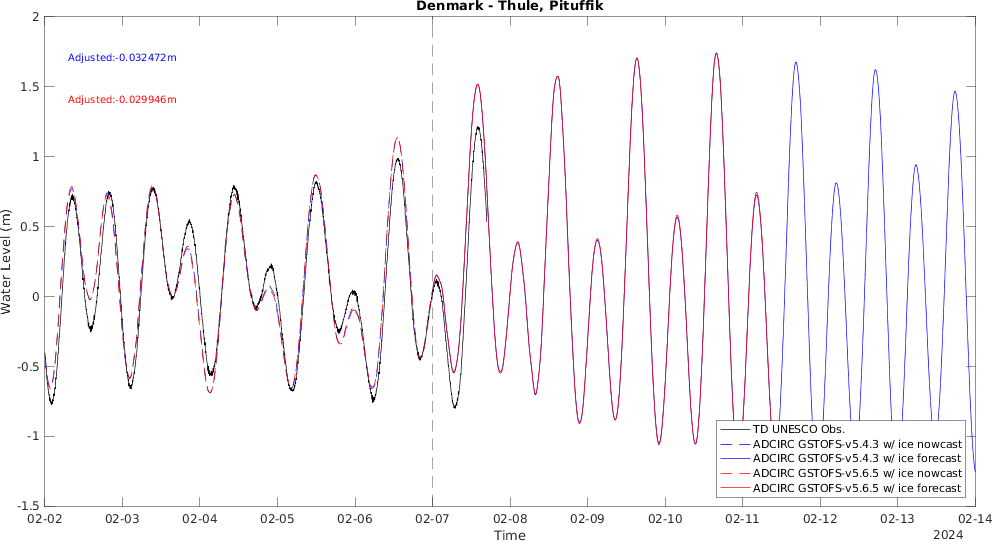 Denmark - Thule, Pituffik
Adjusted:-0.032472m
Adjusted:-0.029946m
Water Level (m)
2
1.5
1
0.5
0
-0.5
-1
-1.5
TD UNESCO Obs.
ADCIRC GSTOFS-v5.4.3 w/ ice nowcast
ADCIRC GSTOFS-v5.4.3 w/ ice forecast
ADCIRC GSTOFS-v5.6.5 w/ ice nowcast
ADCIRC GSTOFS-v5.6.5 w/ ice forecast
02-02 02-03 02-04 02-05 02-06 02-07 02-08 02-09 02-10 02-11 02-12 02-13 02-14
Time
2024